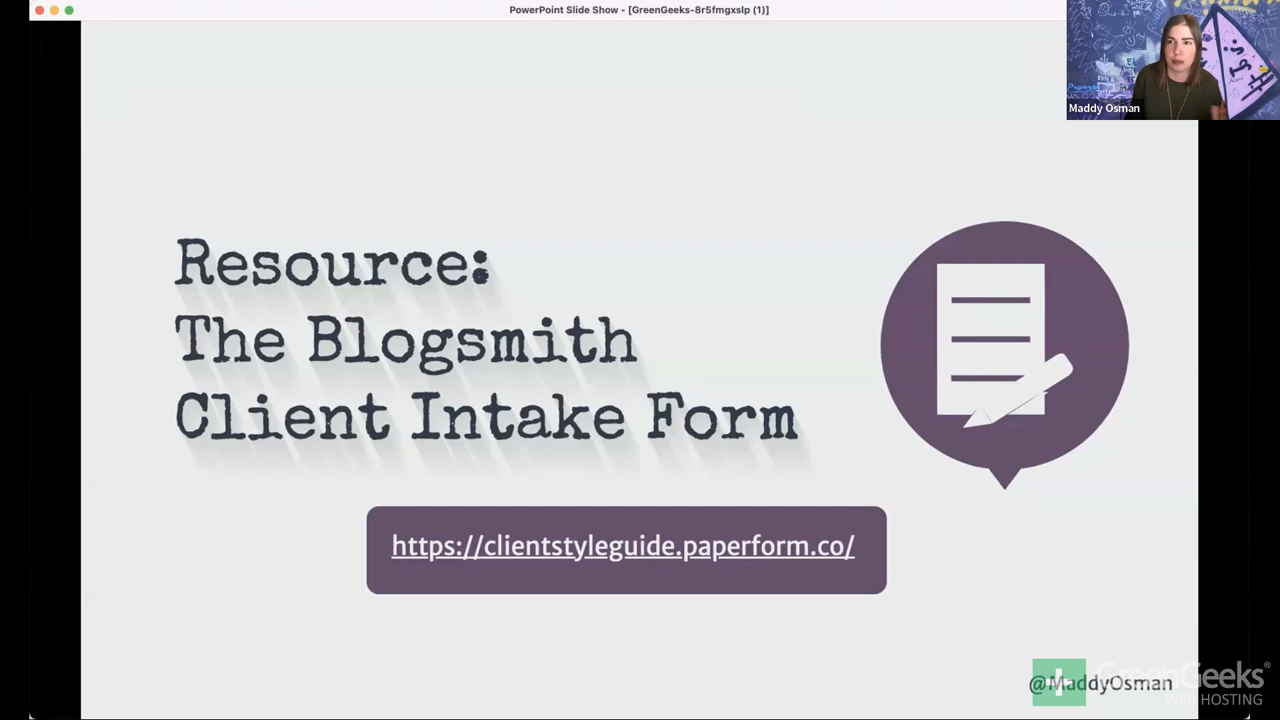 PowerPoint Slide Show - [GreenGeeks-8r5fmgxslp (1)]
Maddy Osman
Resource:
The Blogsmith
Client Intake Form
https://clientstyleguide.paperform.co/
@MaddyOsman
GreenGeeks®
WEB HOSTING